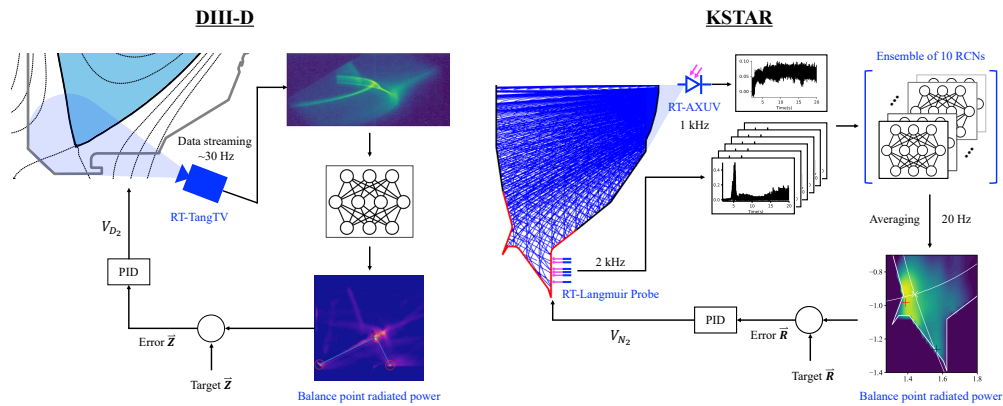 DIII-D
Data streaming
~30 Hz
RT-TangTV
V_{D_2}
PID
Error Z⃗
Target Z⃗
Balance point radiated power
KSTAR
RT-AXUV
1 kHz
0.10
0.05
0.00
5 10 15 20
Time(s)
0.4
0.2
0.0
0 5 10 15 20
Time(s)
Ensemble of 10 RCNs
Averaging
20 Hz
2 kHz
RT-Langmuir Probe
V_{N_2}
PID
Error R⃗
Target R⃗
−0.8
−1.0
−1.2
−1.4
1.4 1.6 1.8
Balance point radiated power